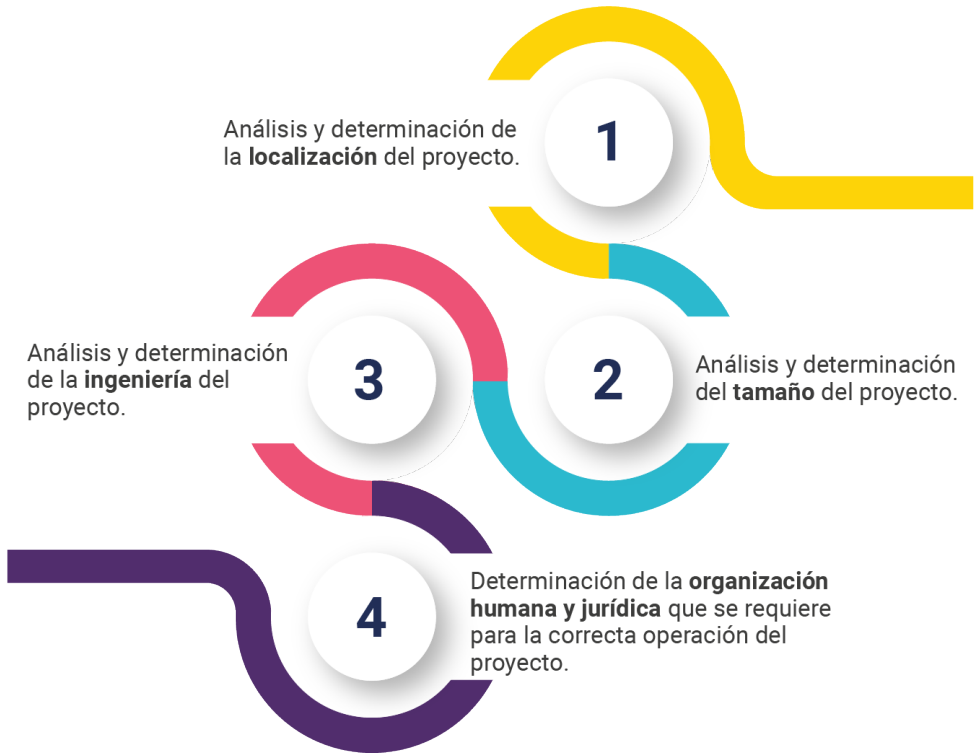 1
Análisis y determinación de
la localización del proyecto.
2
Análisis y determinación
del tamaño del proyecto.
3
Análisis y determinación
de la ingeniería del
proyecto.
4
Determinación de la organización
humana y jurídica que se requiere
para la correcta operación del
proyecto.